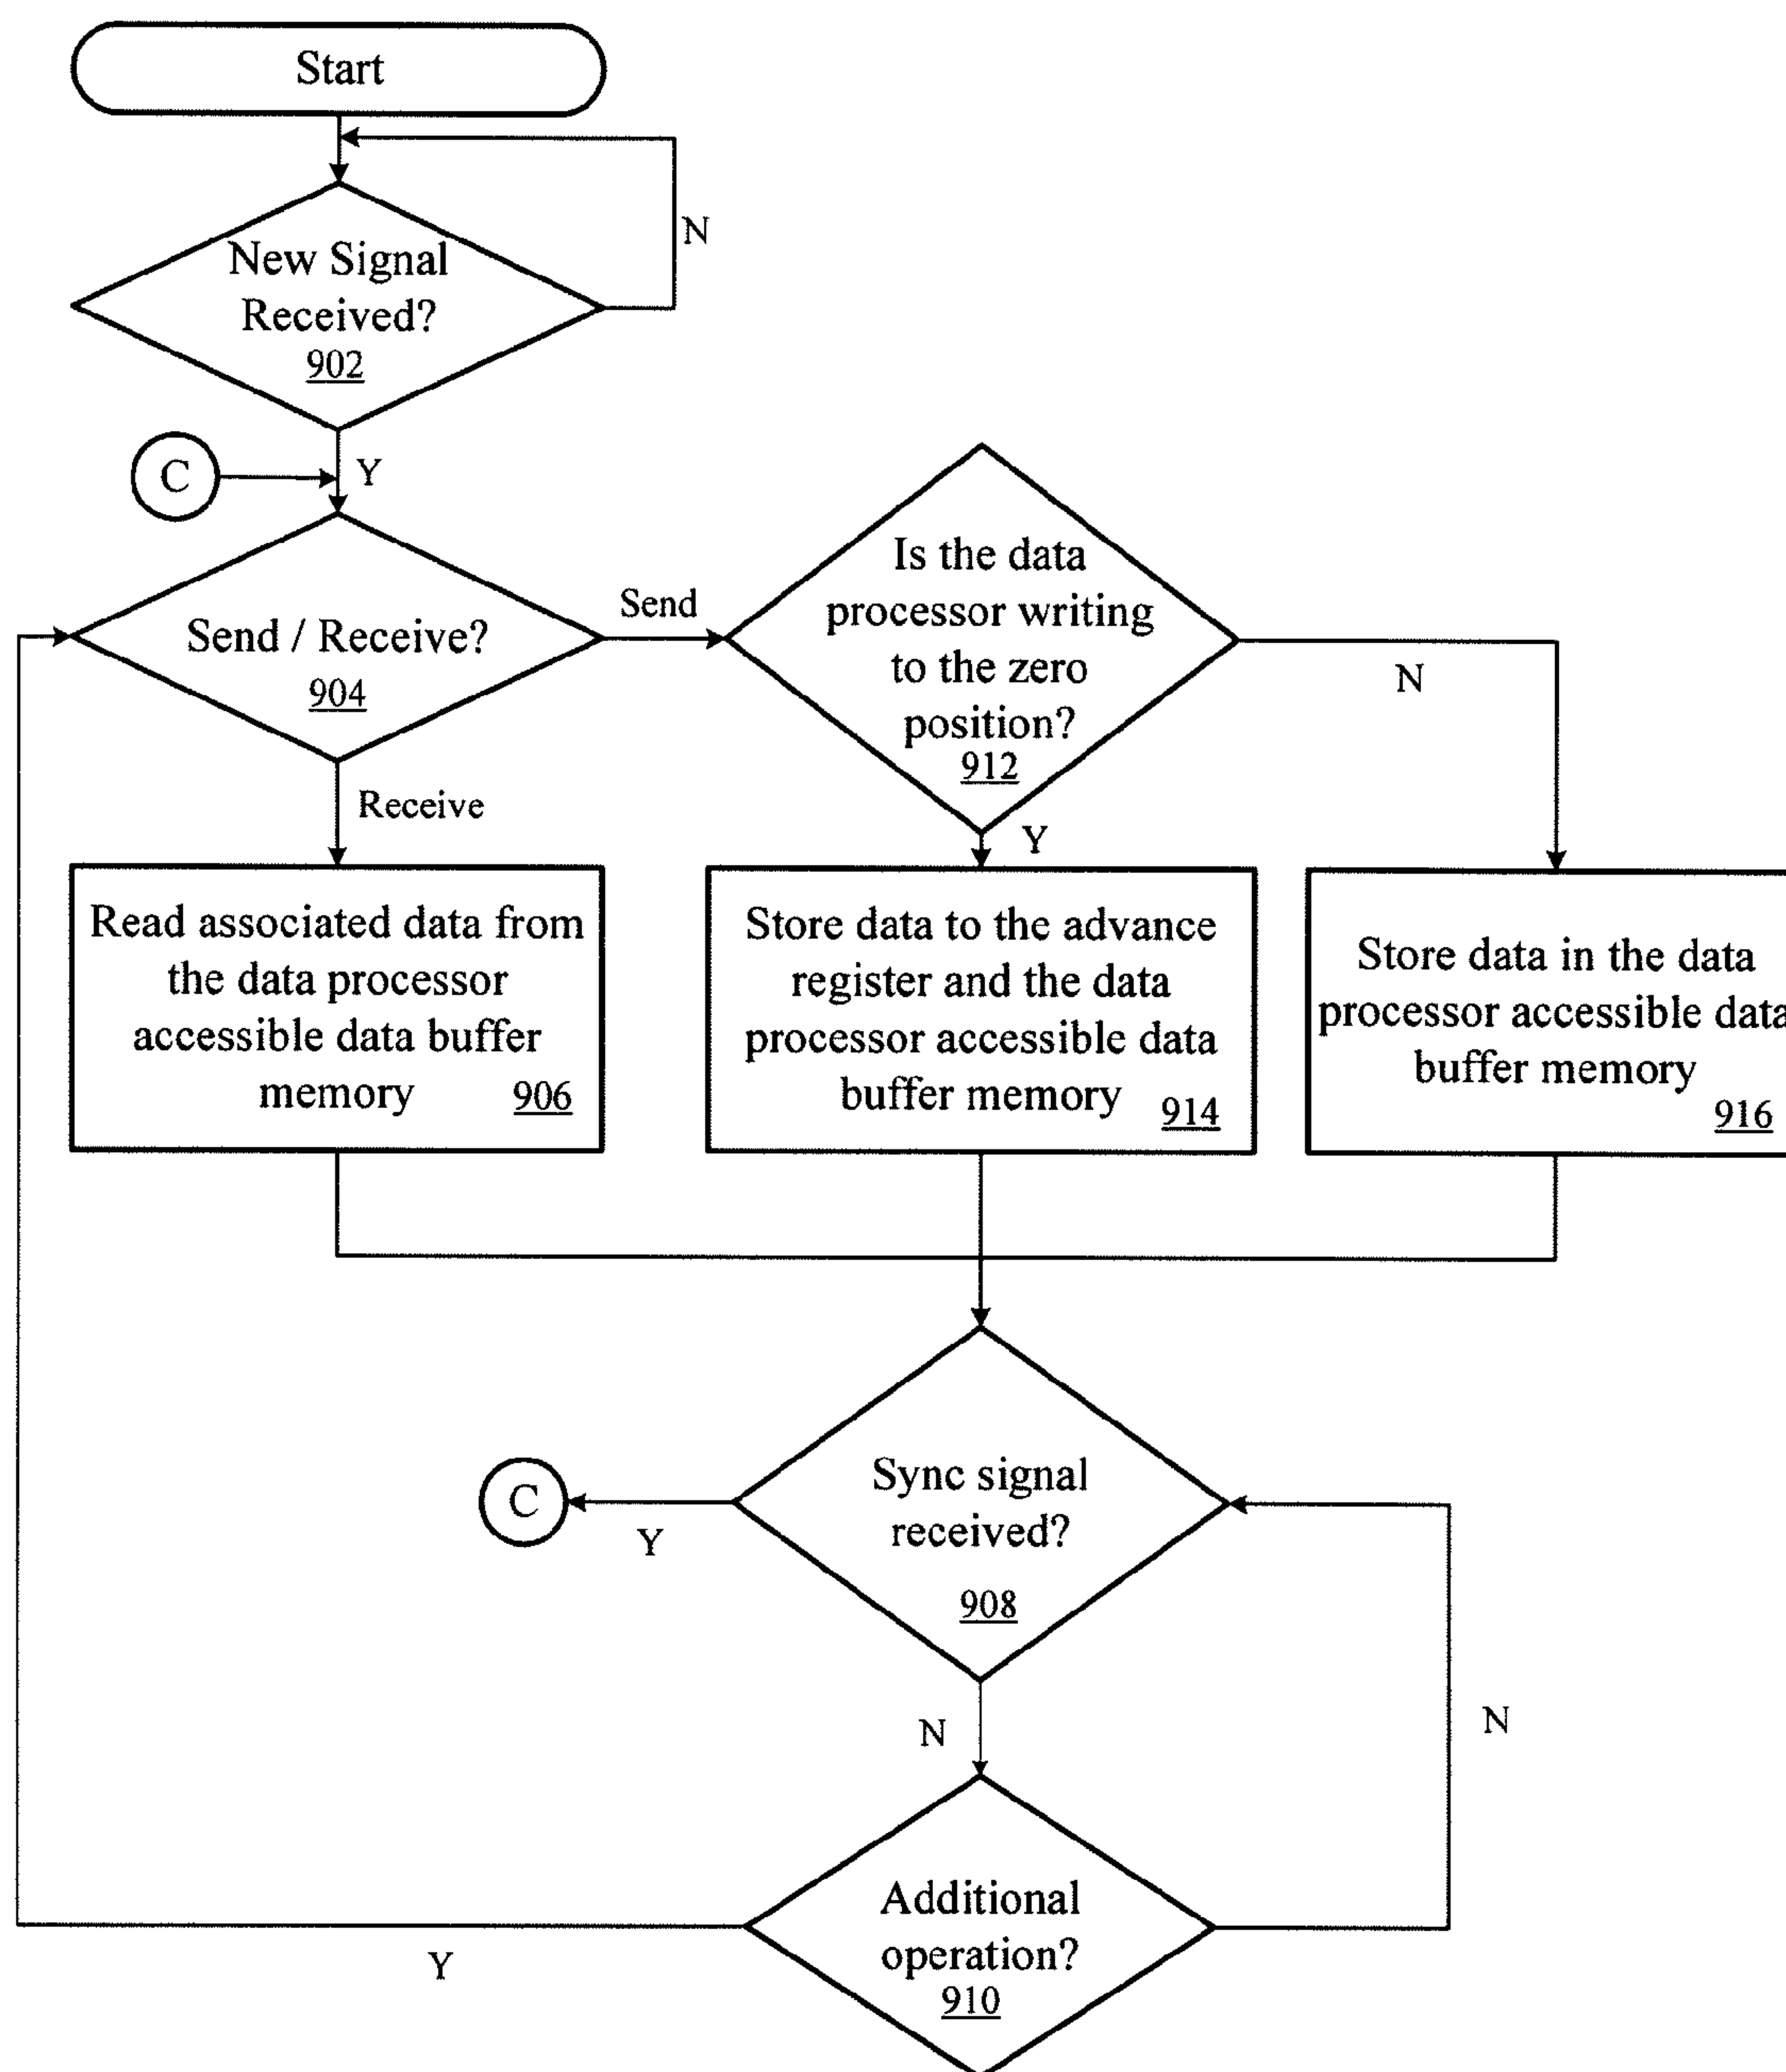 Start
N
New Signal
Received?
902
C
Y
Send / Receive?
904
Send
Is the data
processor writing
to the zero
position?
912
N
Receive
Y
Read associated data from
the data processor
accessible data buffer
memory 906
Store data to the advance
register and the data
processor accessible data
buffer memory 914
Store data in the data
processor accessible data
buffer memory
916
C
Y
Sync signal
received?
908
N
N
Additional
operation?
910
Y